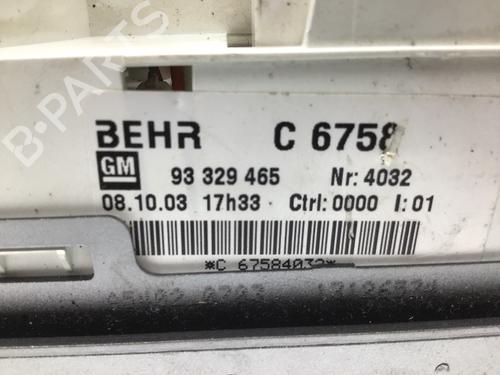 B-PARTS
BEHR C 6758
GM 93 329 465 Nr: 4032
08.10.03 17h33 Ctrl: 0000 I: 01
*C 67584032*